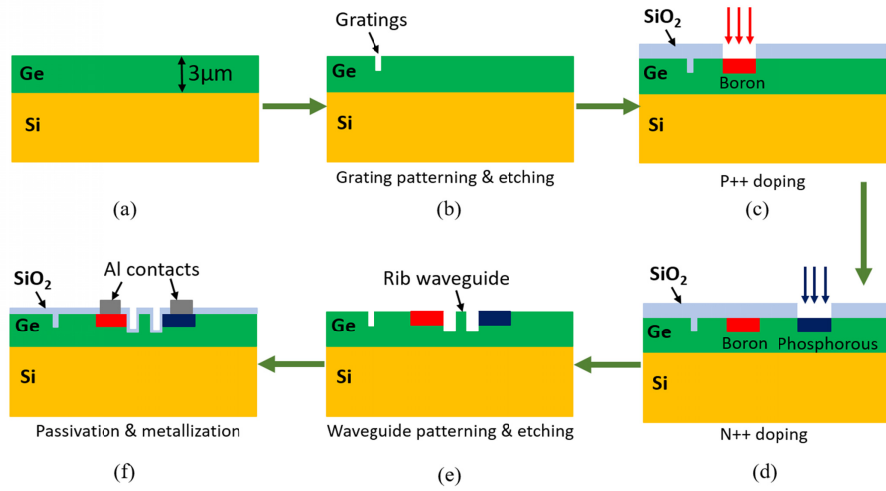 Ge
3μm
Si
(a)
Gratings
Ge
Si
Grating patterning & etching
(b)
SiO2
Ge
Boron
Si
P++ doping
(c)
SiO2
Ge
Boron
Phosphorous
Si
N++ doping
(d)
Rib waveguide
Ge
Si
Waveguide patterning & etching
(e)
Al contacts
SiO2
Ge
Si
Passivation & metallization
(f)